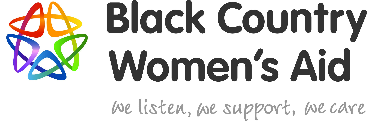 Black Country
Women's Aid
we listen, we support, we care